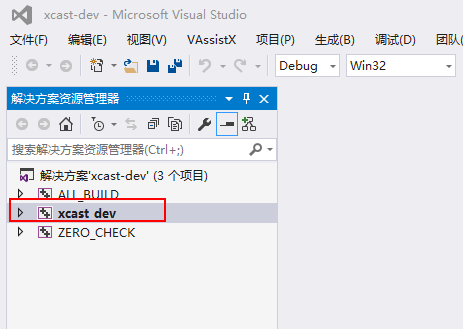 xcast-dev - Microsoft Visual Studio
文件(F) 编辑(E) 视图(V) VAssistX 项目(P) 生成(B) 调试(D) 团队
Debug Win32
解决方案资源管理器
搜索解决方案资源管理器(Ctrl+;)
解决方案'xcast-dev' (3 个项目)
ALL_BUILD
xcast_dev
ZERO_CHECK